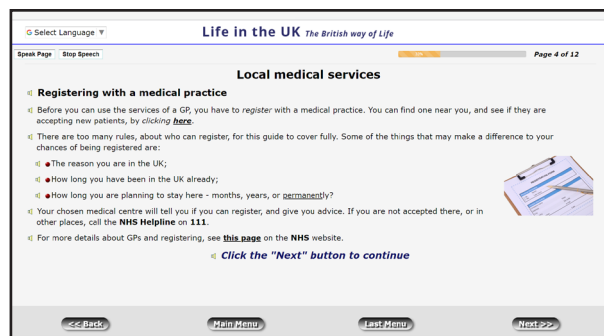 G Select Language ▼
Life in the UK The British way of Life
Speak Page Stop Speech
Page 4 of 12
Local medical services
Registering with a medical practice
Before you can use the services of a GP, you have to register with a medical practice. You can find one near you, and see if they are
accepting new patients, by clicking here.
There are too many rules, about who can register, for this guide to cover fully. Some of the things that may make a difference to your
chances of being registered are:
The reason you are in the UK;
How long you have been in the UK already;
How long you are planning to stay here - months, years, or permanently?
Your chosen medical centre will tell you if you can register, and give you advice. If you are not accepted there, or in
other places, call the NHS Helpline on 111.
For more details about GPs and registering, see this page on the NHS website.
Click the "Next" button to continue
<< Back
Main Menu
Last Menu
Next >>